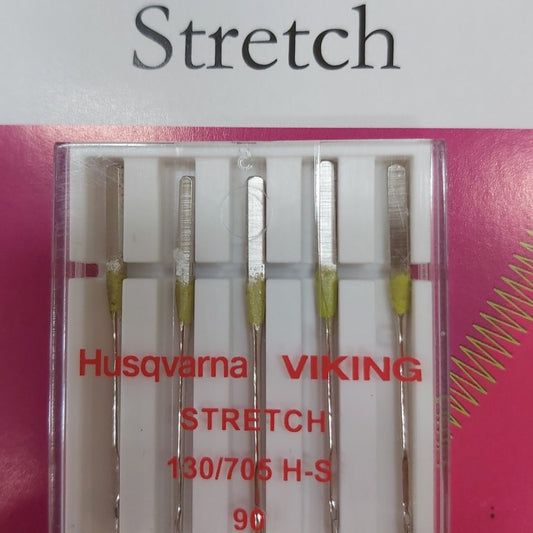 Stretch
Husqvarna VIKING
STRETCH
130/705 H-S
90